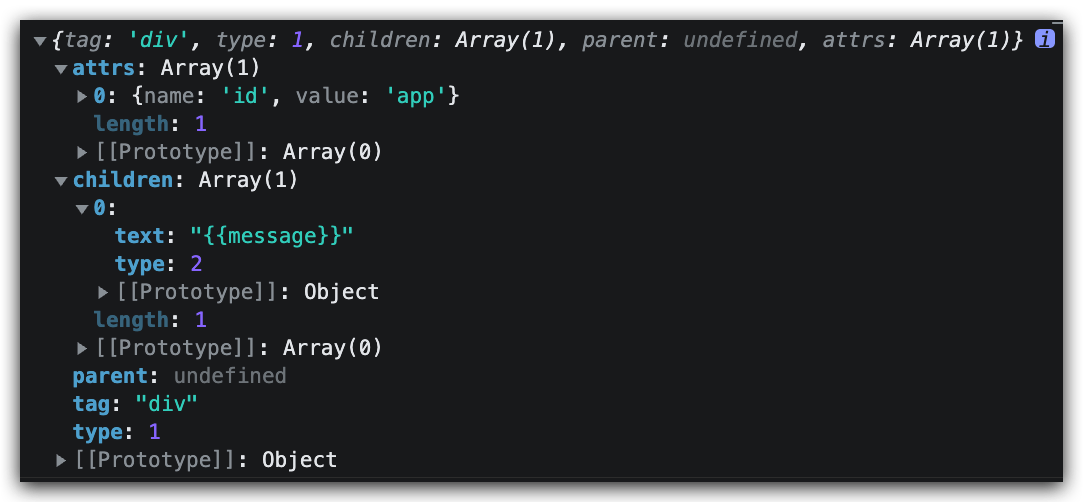 ▼{tag: 'div', type: 1, children: Array(1), parent: undefined, attrs: Array(1)} i
▼attrs: Array(1)
▶0: {name: 'id', value: 'app'}
length: 1
▶[[Prototype]]: Array(0)
▼children: Array(1)
▼0:
text: "{{message}}"
type: 2
▶[[Prototype]]: Object
length: 1
▶[[Prototype]]: Array(0)
parent: undefined
tag: "div"
type: 1
▶[[Prototype]]: Object